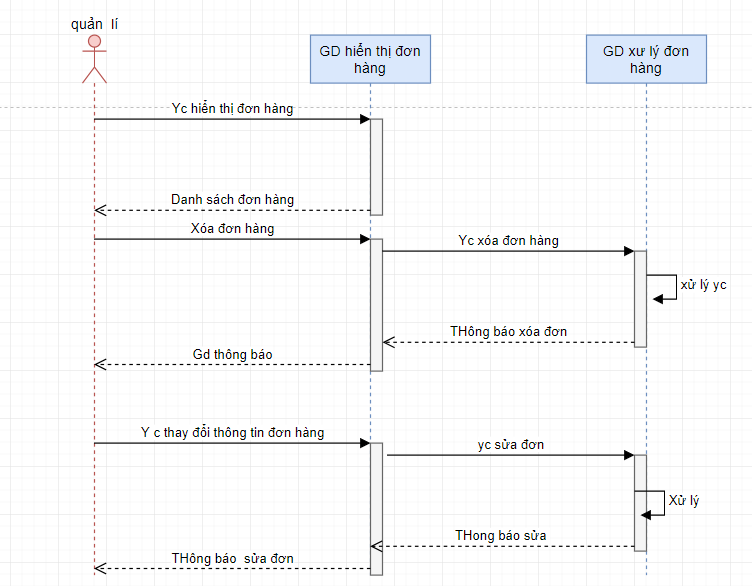 quản lí
GD hiển thị đơn
hàng
GD xư lý đơn
hàng
Yc hiển thị đơn hàng
Danh sách đơn hàng
Xóa đơn hàng
Yc xóa đơn hàng
xử lý yc
THông báo xóa đơn
Gd thông báo
Y c thay đổi thông tin đơn hàng
yc sửa đơn
Xử lý
THong báo sửa
THông báo sửa đơn